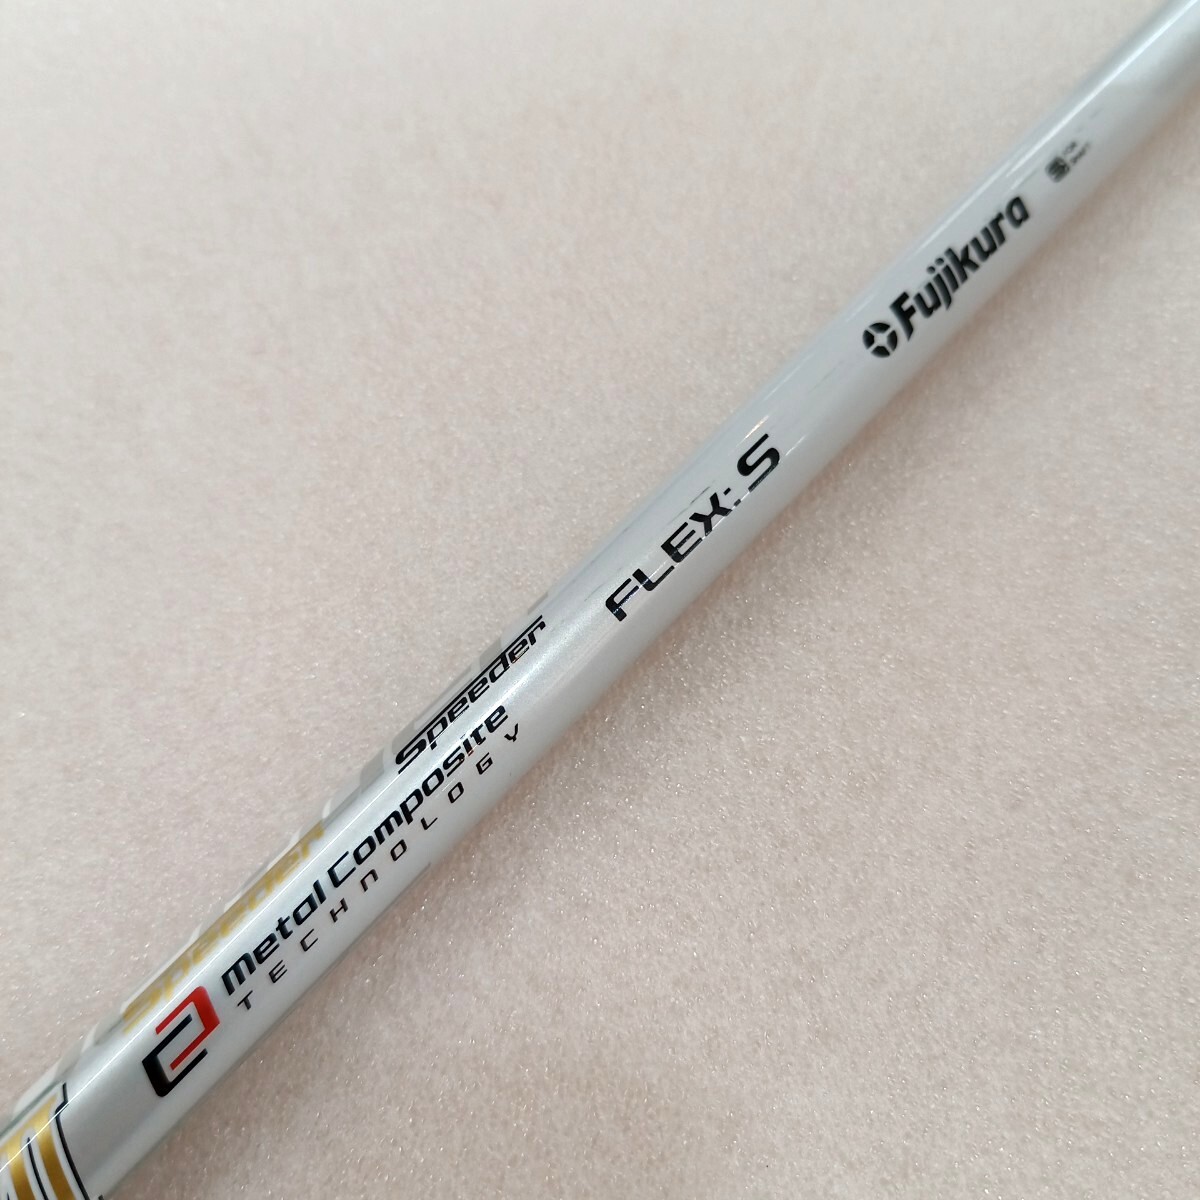 Speeder
metal Composite
TECHNOLOGY
Speeder
FLEX: S
Fujikura